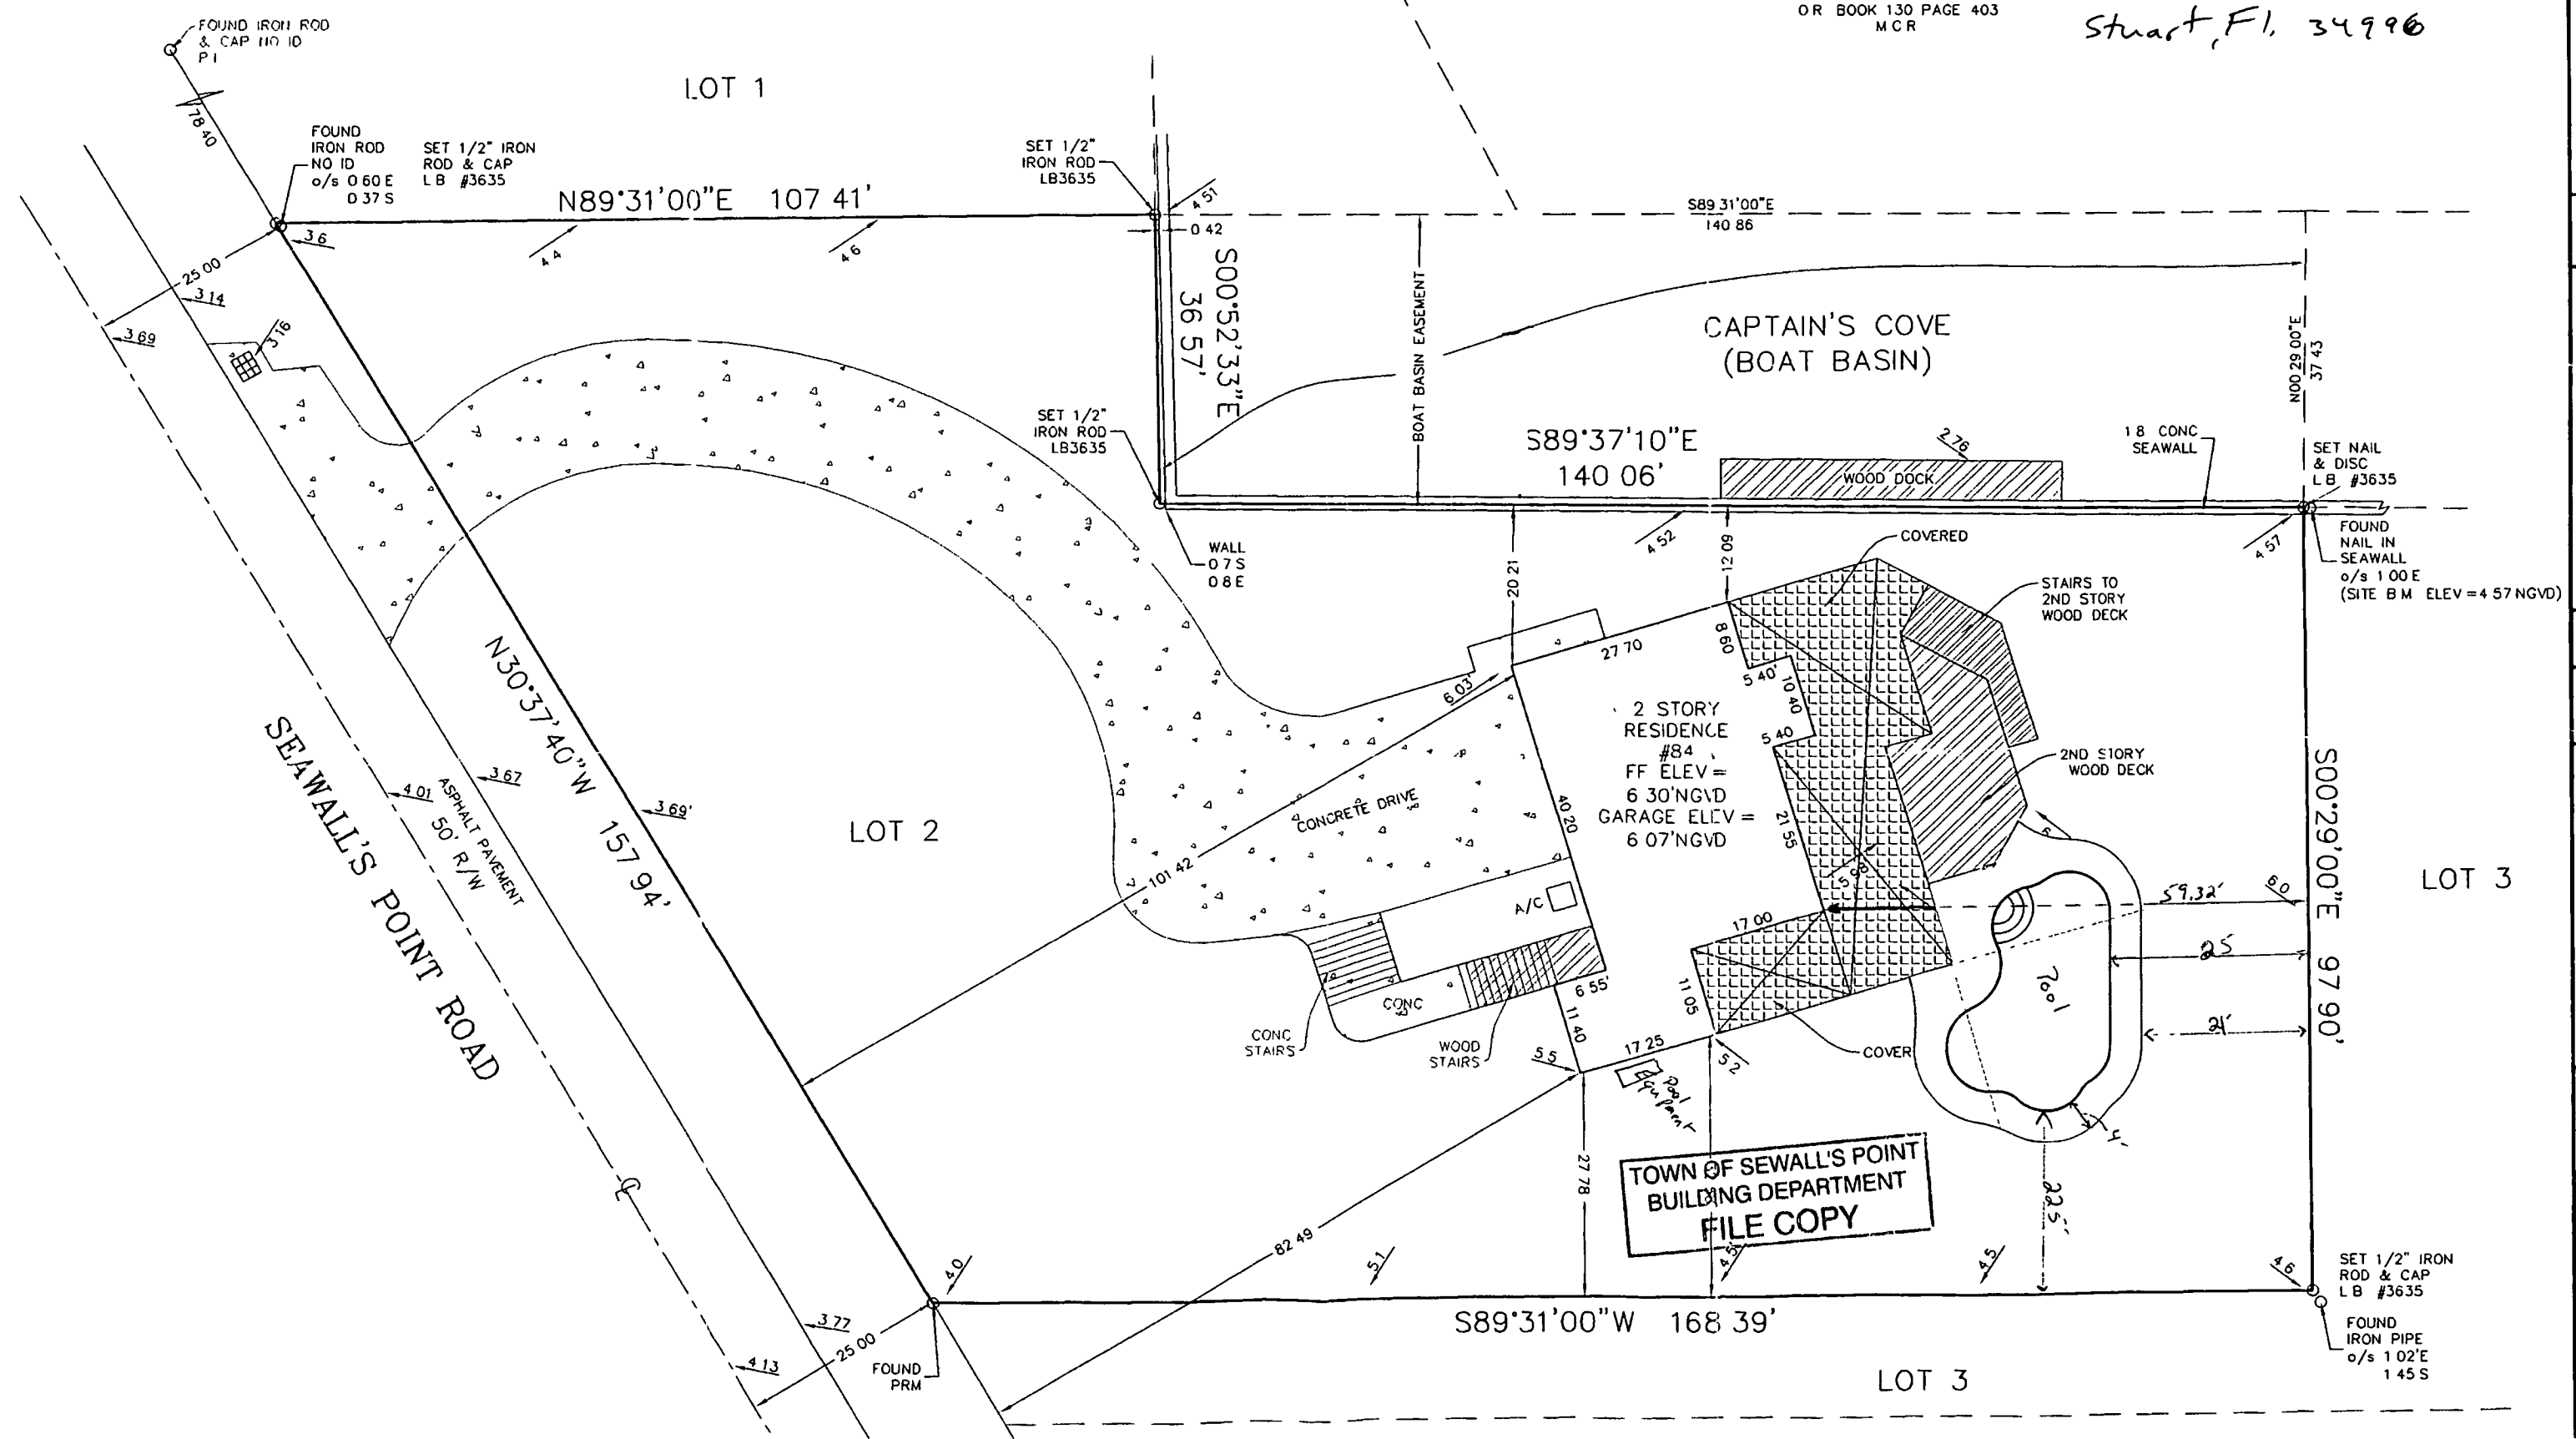 OR BOOK 130 PAGE 403
MCR
Stuart, Fl. 34996
FOUND IRON ROD
& CAP NO ID
PI
78 40
LOT 1
FOUND
IRON ROD
NO ID
o/s 0 60 E
0 37 S
SET 1/2" IRON
ROD & CAP
LB #3635
N89°31'00"E 107 41'
SET 1/2"
IRON ROD
LB3635
4 51
0 42
S89 31'00"E
140 86
3 6
4 4
4 6
25 00
3 14
3 69
3 16
S00°52'33"E
36 57'
BOAT BASIN EASEMENT
CAPTAIN'S COVE
(BOAT BASIN)
N00 29 00"E
37 43
SET 1/2"
IRON ROD
LB3635
S89°37'10"E
140 06'
2 76
WOOD DOCK
1 8 CONC
SEAWALL
SET NAIL
& DISC
LB #3635
WALL
0 7 S
0 8 E
4 52
4 57
FOUND
NAIL IN
SEAWALL
o/s 1 00 E
(SITE B M ELEV = 4 57 NGVD)
20 21
12 09
COVERED
STAIRS TO
2ND STORY
WOOD DECK
27 70
8 60
5 40'
10 40
5 40
6 03'
2 STORY
RESIDENCE
#84
FF ELEV =
6 30'NGVD
GARAGE ELEV =
6 07'NGVD
2ND STORY
WOOD DECK
N30°37'40"W 157 94'
SEAWALL'S POINT ROAD
ASPHALT PAVEMENT
50' R/W
3 67
4 01
3 69'
LOT 2
CONCRETE DRIVE
40 20
21 55
101 42
A/C
5 98
17 00
59.32'
6 0
LOT 3
S00°29'00"E 97 90'
25'
21'
Pool
CONC
CONC
STAIRS
WOOD
STAIRS
6 55'
11 40
11 05
17 25
5 5
5 2
COVER
Pool
Equipment
4'
27 78
TOWN OF SEWALL'S POINT
BUILDING DEPARTMENT
FILE COPY
22.5'
82 49
4 0
5 1
4 5
4 5
4 6
SET 1/2" IRON
ROD & CAP
LB #3635
S89°31'00"W 168 39'
3 77
25 00
4 13
FOUND
PRM
FOUND
IRON PIPE
o/s 1 02'E
1 45 S
LOT 3